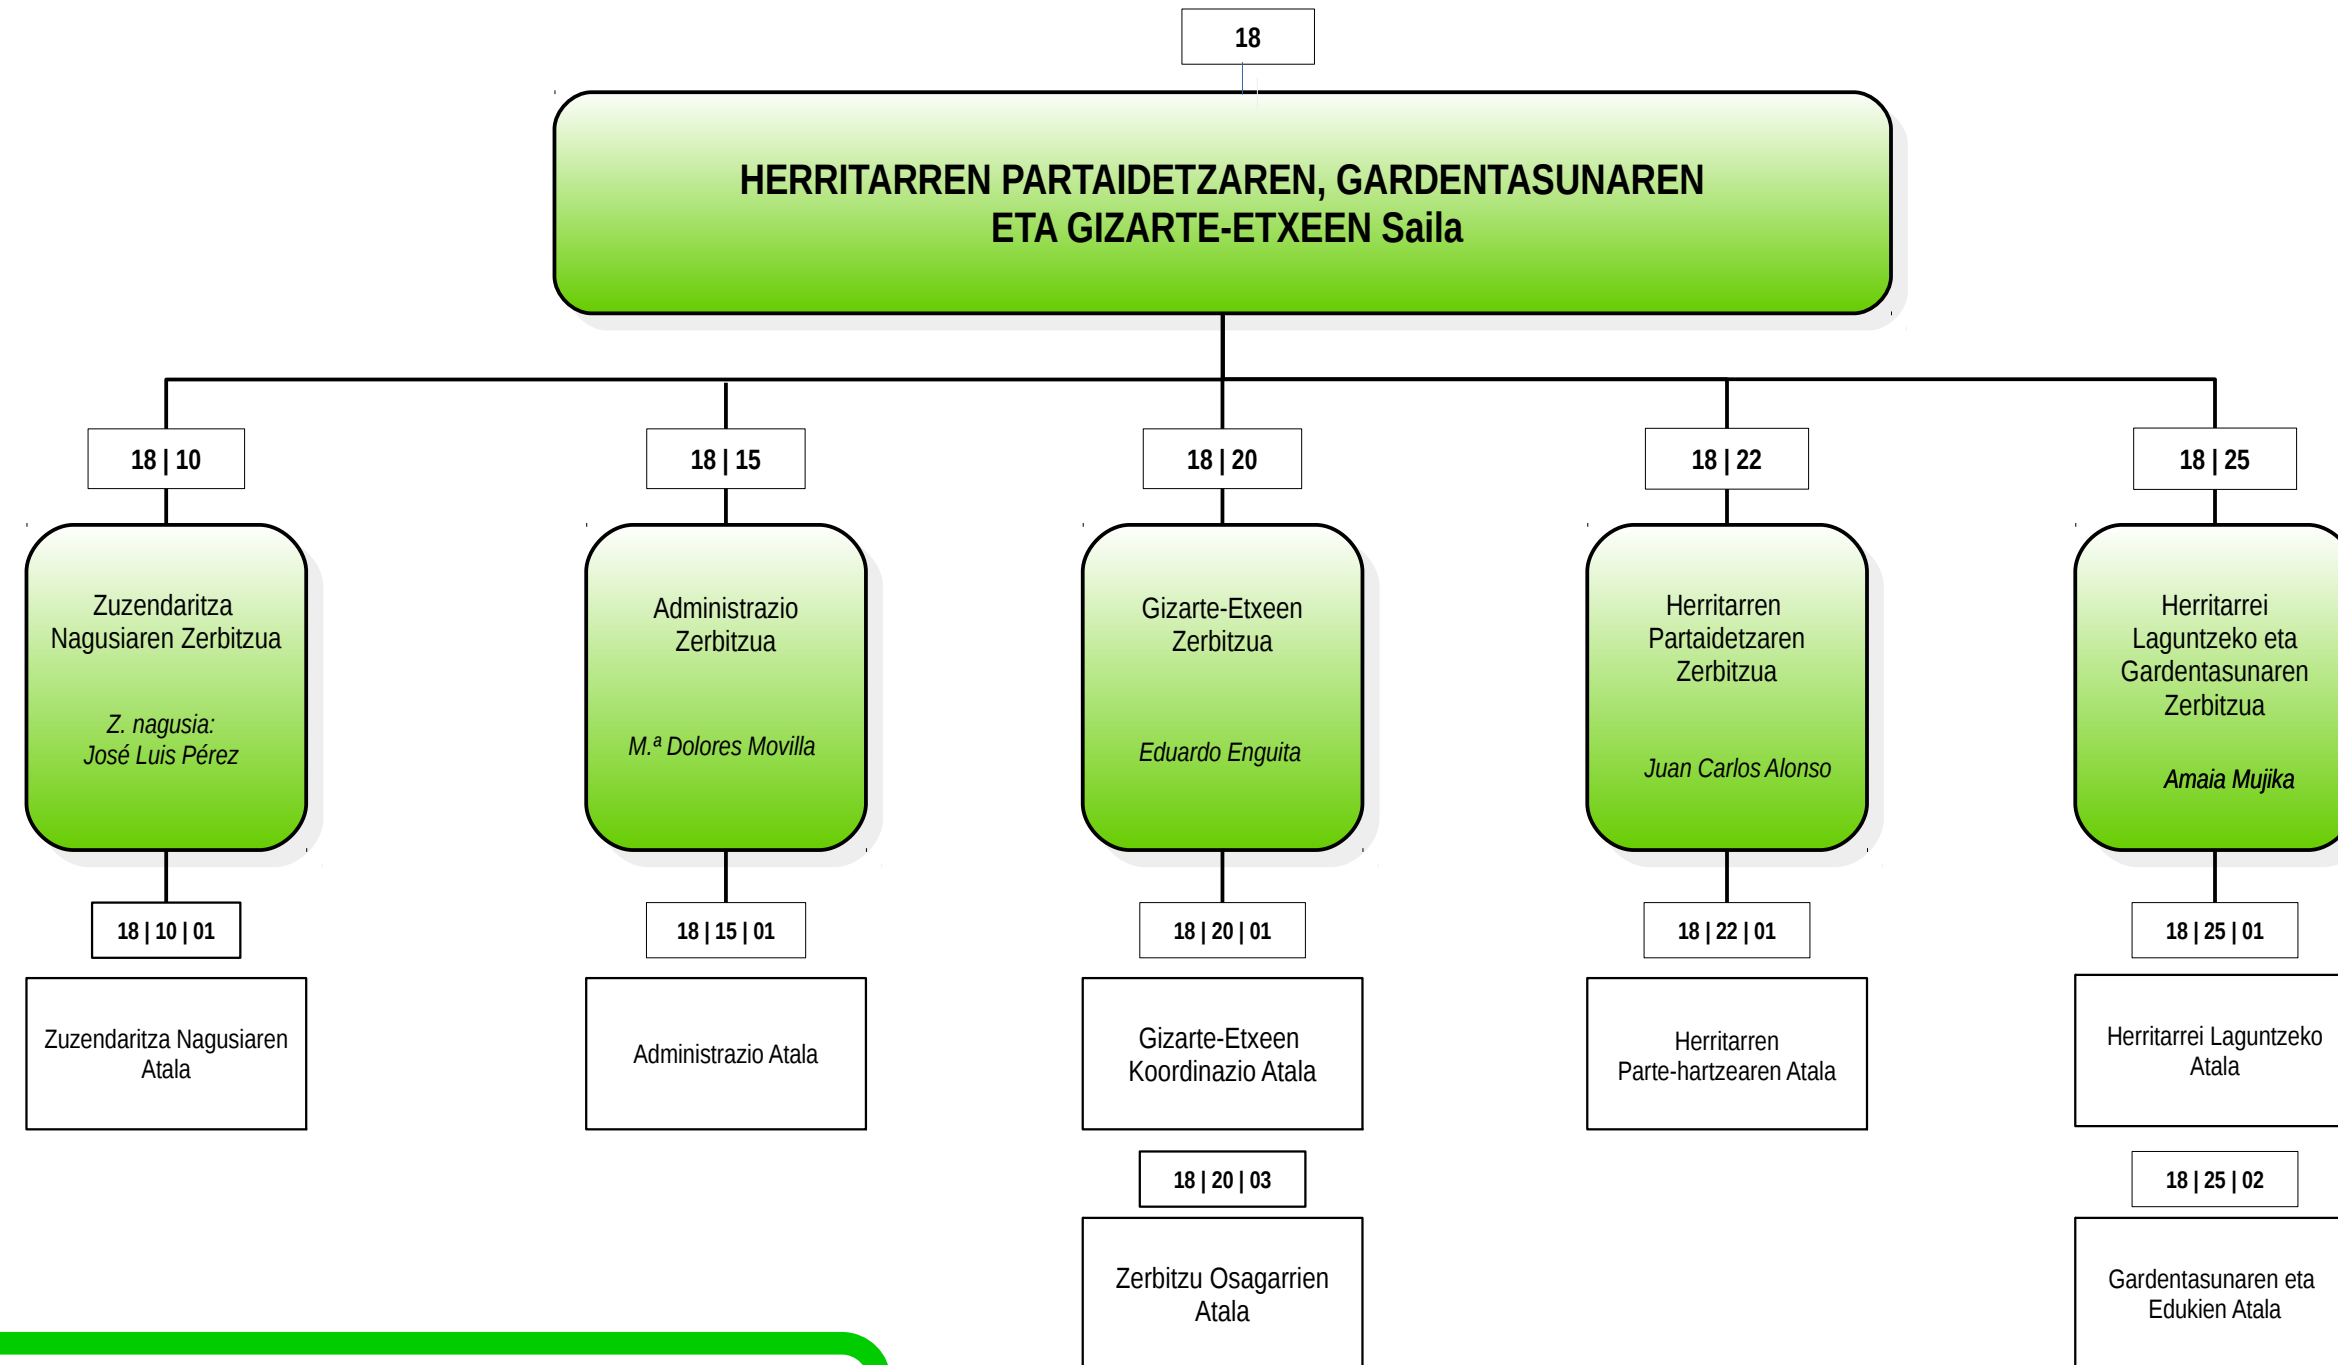 18
HERRITARREN PARTAIDETZAREN, GARDENTASUNAREN
ETA GIZARTE-ETXEEN Saila
18 | 10
18 | 15
18 | 20
18 | 22
18 | 25
Zuzendaritza
Nagusiaren Zerbitzua
Z. nagusia:
José Luis Pérez
Administrazio
Zerbitzua
M.ª Dolores Movilla
Gizarte-Etxeen
Zerbitzua
Eduardo Enguita
Herritarren
Partaidetzaren
Zerbitzua
Juan Carlos Alonso
Herritarrei
Laguntzeko eta
Gardentasunaren
Zerbitzua
Amaia Mujika
18 | 10 | 01
18 | 15 | 01
18 | 20 | 01
18 | 22 | 01
18 | 25 | 01
Zuzendaritza Nagusiaren
Atala
Administrazio Atala
Gizarte-Etxeen
Koordinazio Atala
Herritarren
Parte-hartzearen Atala
Herritarrei Laguntzeko
Atala
18 | 20 | 03
18 | 25 | 02
Zerbitzu Osagarrien
Atala
Gardentasunaren eta
Edukien Atala